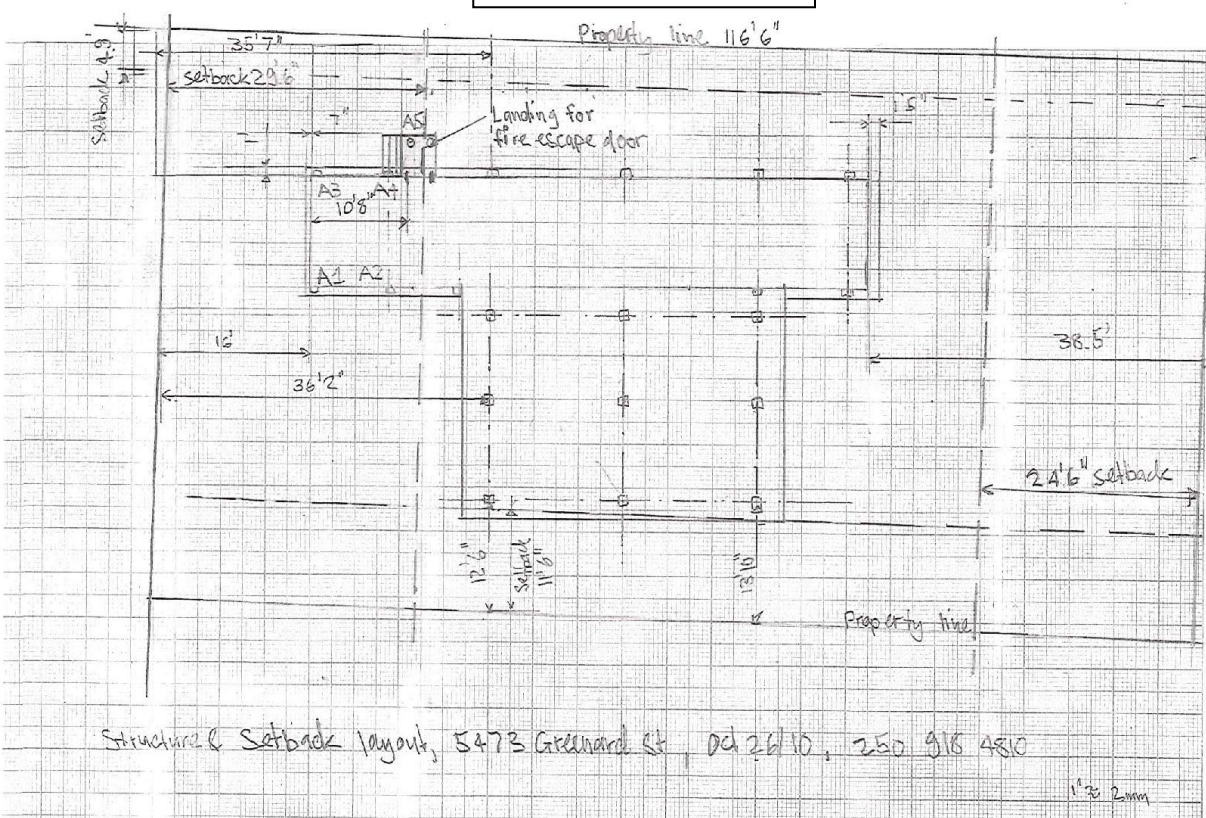 Property line 116'6"
35'7"
Setback 4.9'
setback 29'6"
1'5"
7"
A5
Landing for
fire escape door
A3 A4
10'8"
A1 A2
16'
38.5'
36'2"
24'6" setback
12'6"
Setback
11'6"
13'10"
Property line
Structure & Setback layout, 5473 Greenard St, Oct 26/10, 250 918 4810
1' ≈ 2mm